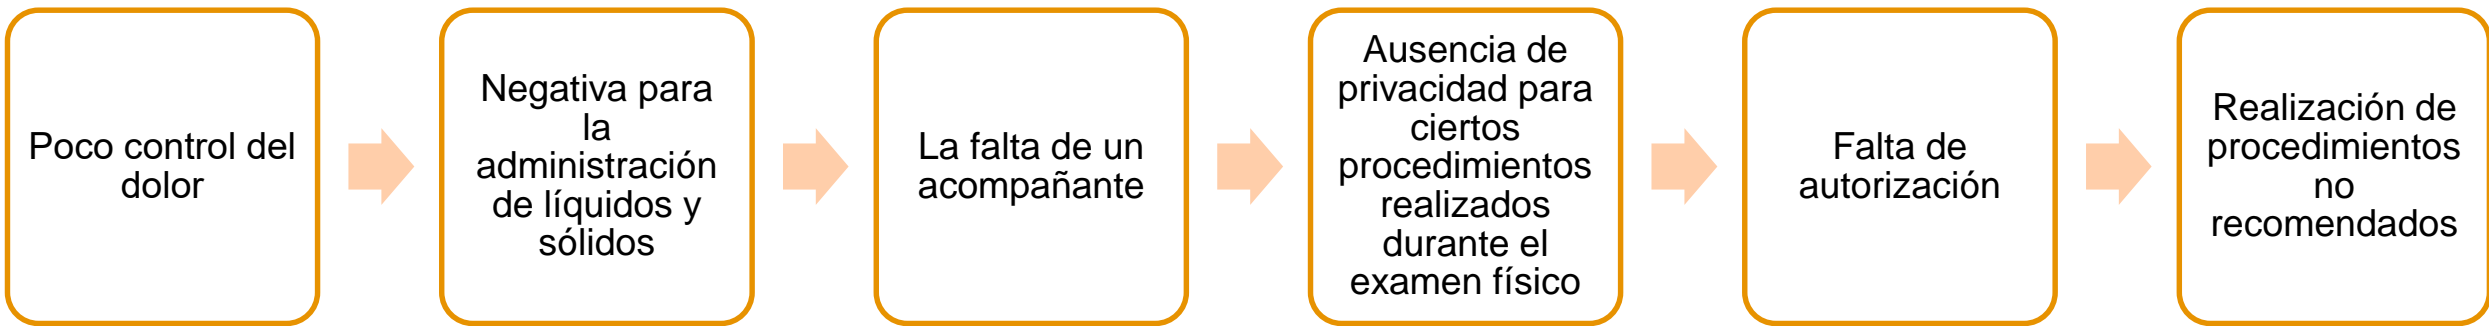 Poco control del
dolor
Negativa para
la
administración
de líquidos y
sólidos
La falta de un
acompañante
Ausencia de
privacidad para
ciertos
procedimientos
realizados
durante el
examen físico
Falta de
autorización
Realización de
procedimientos
no
recomendados